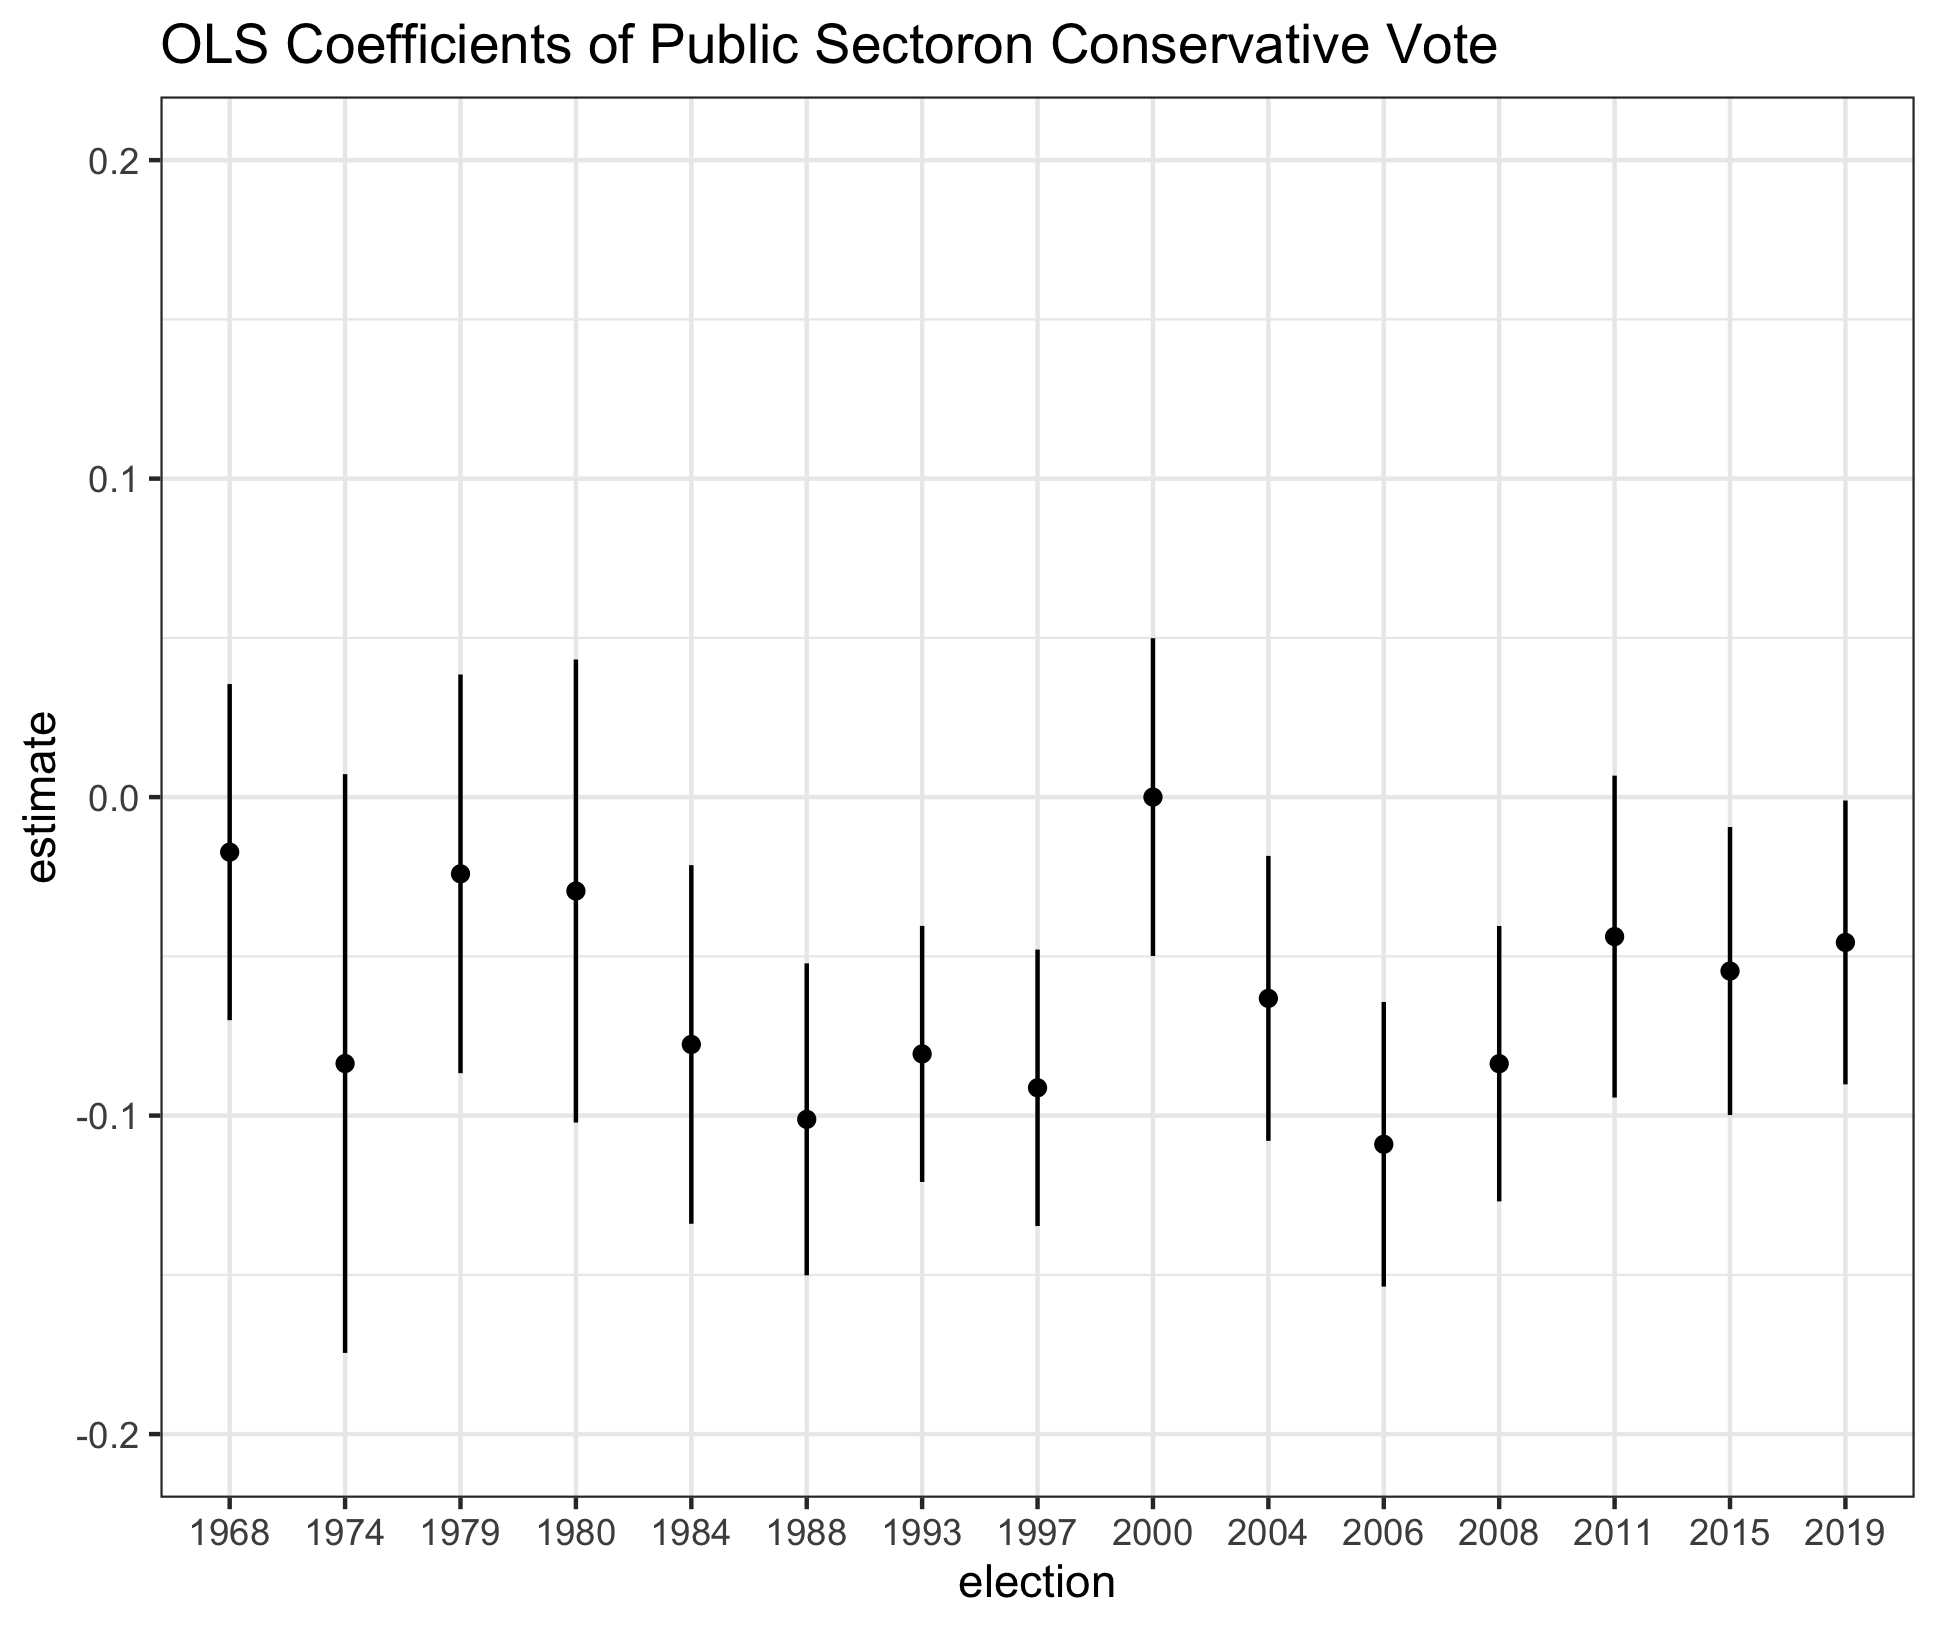 OLS Coefficients of Public Sectoron Conservative Vote
0.2
0.1
0.0
-0.1
-0.2
estimate
1968 1974 1979 1980 1984 1988 1993 1997 2000 2004 2006 2008 2011 2015 2019
election